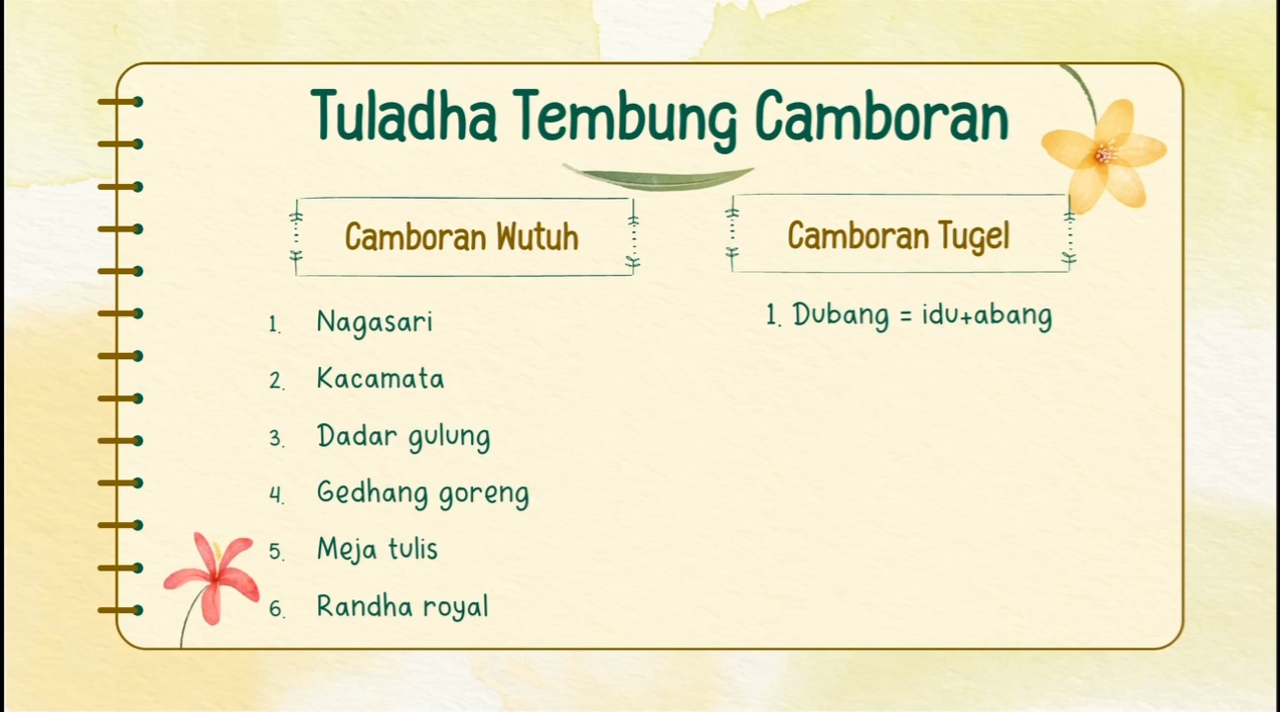 Tuladha Tembung Camboran
Camboran Wutuh
1. Nagasari
2. Kacamata
3. Dadar gulung
4. Gedhang goreng
5. Meja tulis
6. Randha royal
Camboran Tugel
1. Dubang = idu+abang